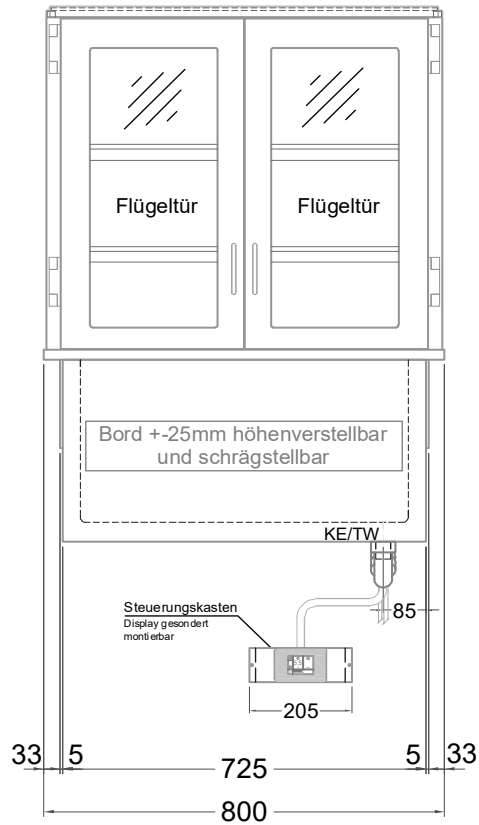 Flügeltür Flügeltür
Bord +-25mm höhenverstellbar
und schrägstellbar
KE/TW
85
Steuerungskasten
Display gesondert
montierbar
205
33 5 725 5 33
800